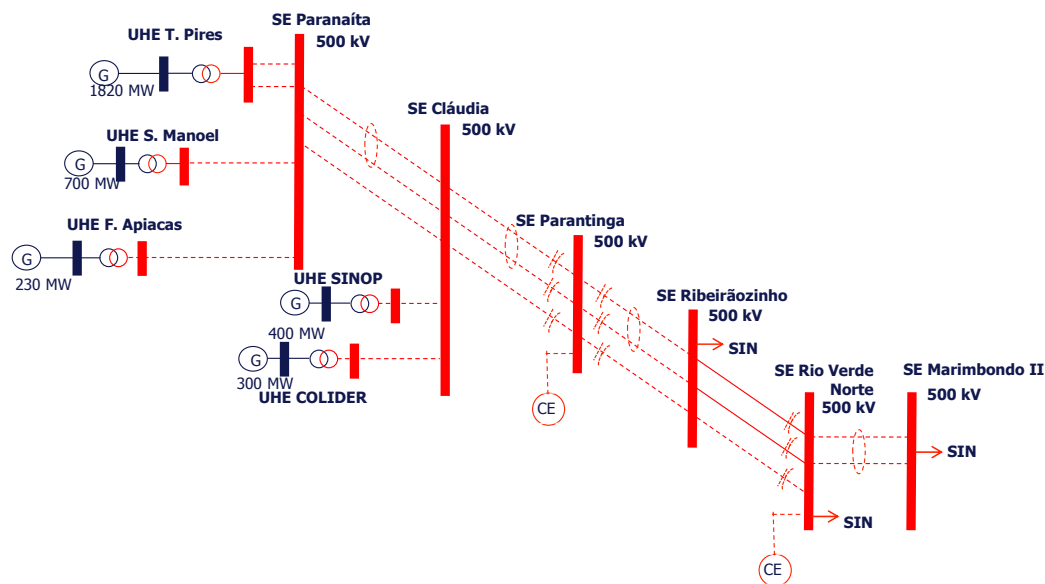 SE Paranaíta
500 kV
UHE T. Pires
G
1820 MW
SE Cláudia
500 kV
UHE S. Manoel
G
700 MW
UHE F. Apiacas
G
230 MW
SE Parantinga
500 kV
UHE SINOP
G
400 MW
G
300 MW
UHE COLIDER
CE
SE Ribeirãozinho
500 kV
SIN
SE Rio Verde
Norte
500 kV
SE Marimbondo II
500 kV
SIN
SIN
CE